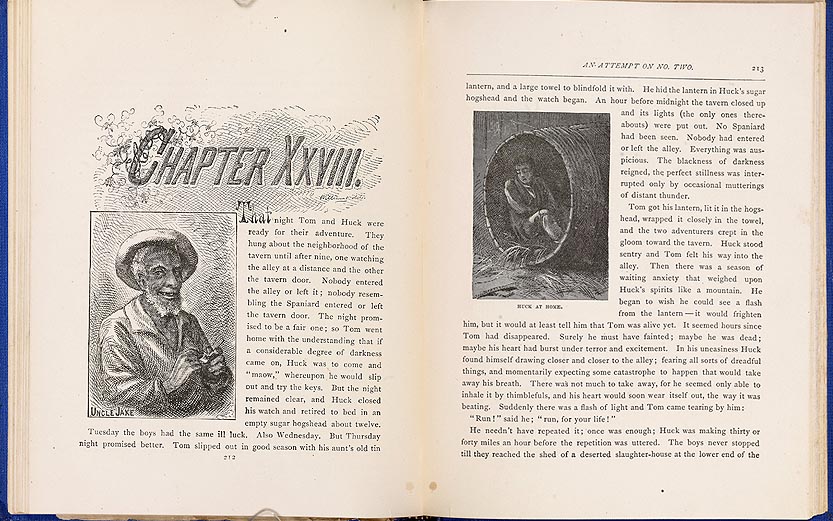 CHAPTER XXVIII.
That night Tom and Huck were
ready for their adventure. They
hung about the neighborhood of the
tavern until after nine, one watching
the alley at a distance and the other
the tavern door. Nobody entered
the alley or left it; nobody resem-
bling the Spaniard entered or left
the tavern door. The night prom-
ised to be a fair one; so Tom went
home with the understanding that if
a considerable degree of darkness
came on, Huck was to come and
"maow," whereupon he would slip
out and try the keys. But the night
remained clear, and Huck closed
his watch and retired to bed in an
empty sugar hogshead about twelve.
UNCLE JAKE
Tuesday the boys had the same ill luck. Also Wednesday. But Thursday
night promised better. Tom slipped out in good season with his aunt's old tin
212
AN ATTEMPT ON NO. TWO.
213
lantern, and a large towel to blindfold it with. He hid the lantern in Huck's sugar
hogshead and the watch began. An hour before midnight the tavern closed up
and its lights (the only ones there-
abouts) were put out. No Spaniard
had been seen. Nobody had entered
or left the alley. Everything was aus-
picious. The blackness of darkness
reigned, the perfect stillness was inter-
rupted only by occasional mutterings
of distant thunder.
Tom got his lantern, lit it in the hogs-
head, wrapped it closely in the towel,
and the two adventurers crept in the
gloom toward the tavern. Huck stood
sentry and Tom felt his way into the
alley. Then there was a season of
waiting anxiety that weighed upon
Huck's spirits like a mountain. He
began to wish he could see a flash
from the lantern—it would frighten
HUCK AT HOME.
him, but it would at least tell him that Tom was alive yet. It seemed hours since
Tom had disappeared. Surely he must have fainted; maybe he was dead;
maybe his heart had burst under terror and excitement. In his uneasiness Huck
found himself drawing closer and closer to the alley; fearing all sorts of dreadful
things, and momentarily expecting some catastrophe to happen that would take
away his breath. There was not much to take away, for he seemed only able to
inhale it by thimblefuls, and his heart would soon wear itself out, the way it was
beating. Suddenly there was a flash of light and Tom came tearing by him:
"Run!" said he; "run, for your life!"
He needn't have repeated it; once was enough; Huck was making thirty or
forty miles an hour before the repetition was uttered. The boys never stopped
till they reached the shed of a deserted slaughter-house at the lower end of the